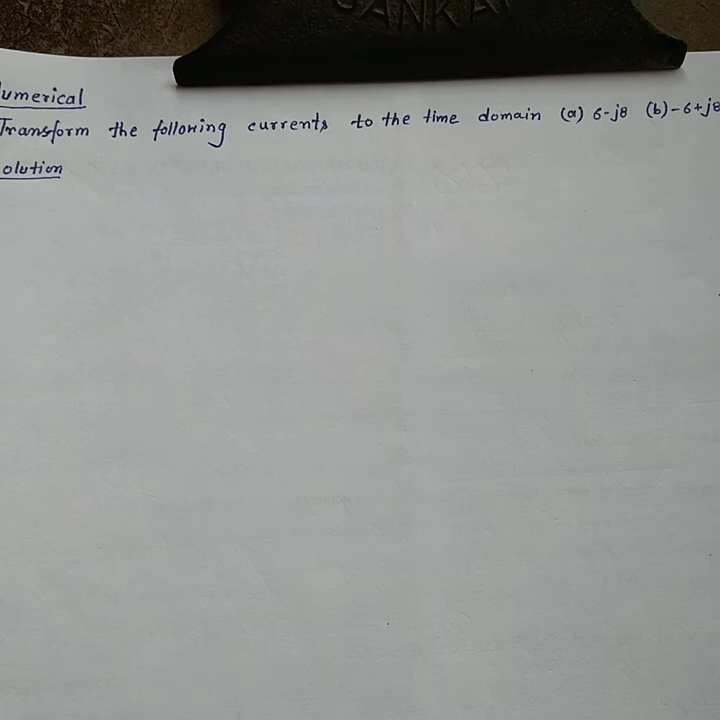 umerical
Transform the following currents to the time domain (a) 6-j8 (b)-6+j8
olution